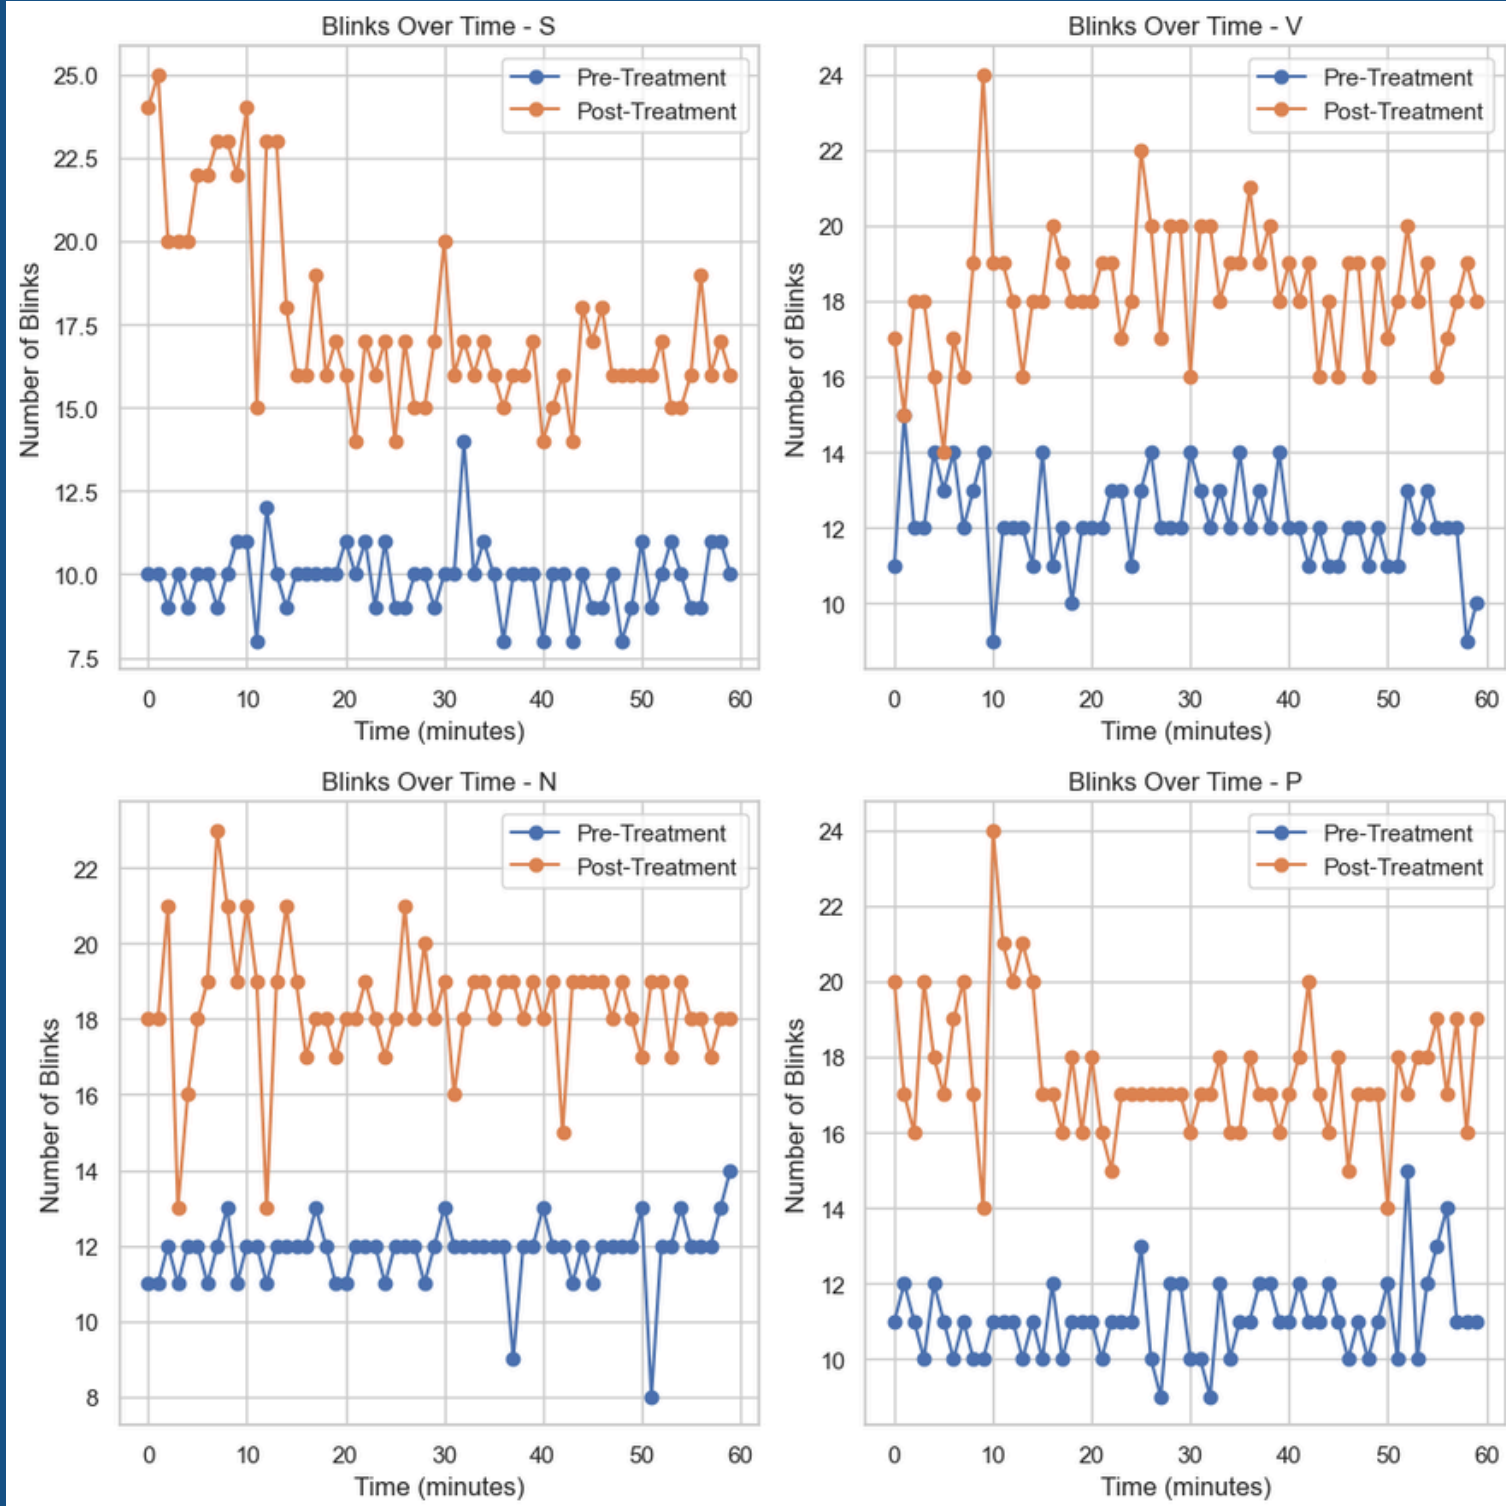 Blinks Over Time - S
Pre-Treatment
Post-Treatment
25.0
22.5
20.0
17.5
15.0
12.5
10.0
7.5
Number of Blinks
0 10 20 30 40 50 60
Time (minutes)
Blinks Over Time - V
Pre-Treatment
Post-Treatment
24
22
20
18
16
14
12
10
Number of Blinks
0 10 20 30 40 50 60
Time (minutes)
Blinks Over Time - N
Pre-Treatment
Post-Treatment
22
20
18
16
14
12
10
8
Number of Blinks
0 10 20 30 40 50 60
Time (minutes)
Blinks Over Time - P
Pre-Treatment
Post-Treatment
24
22
20
18
16
14
12
10
Number of Blinks
0 10 20 30 40 50 60
Time (minutes)